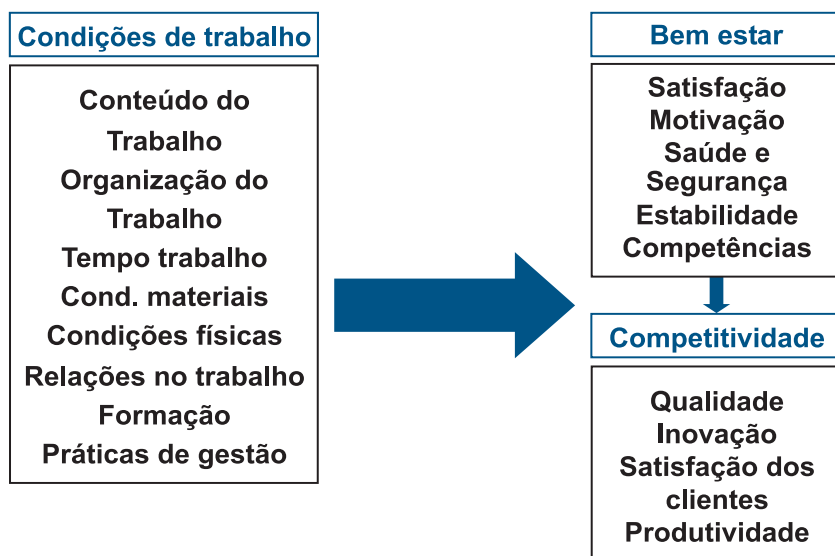 Condições de trabalho
Conteúdo do
Trabalho
Organização do
Trabalho
Tempo trabalho
Cond. materiais
Condições físicas
Relações no trabalho
Formação
Práticas de gestão
Bem estar
Satisfação
Motivação
Saúde e
Segurança
Estabilidade
Competências
Competitividade
Qualidade
Inovação
Satisfação dos
clientes
Produtividade